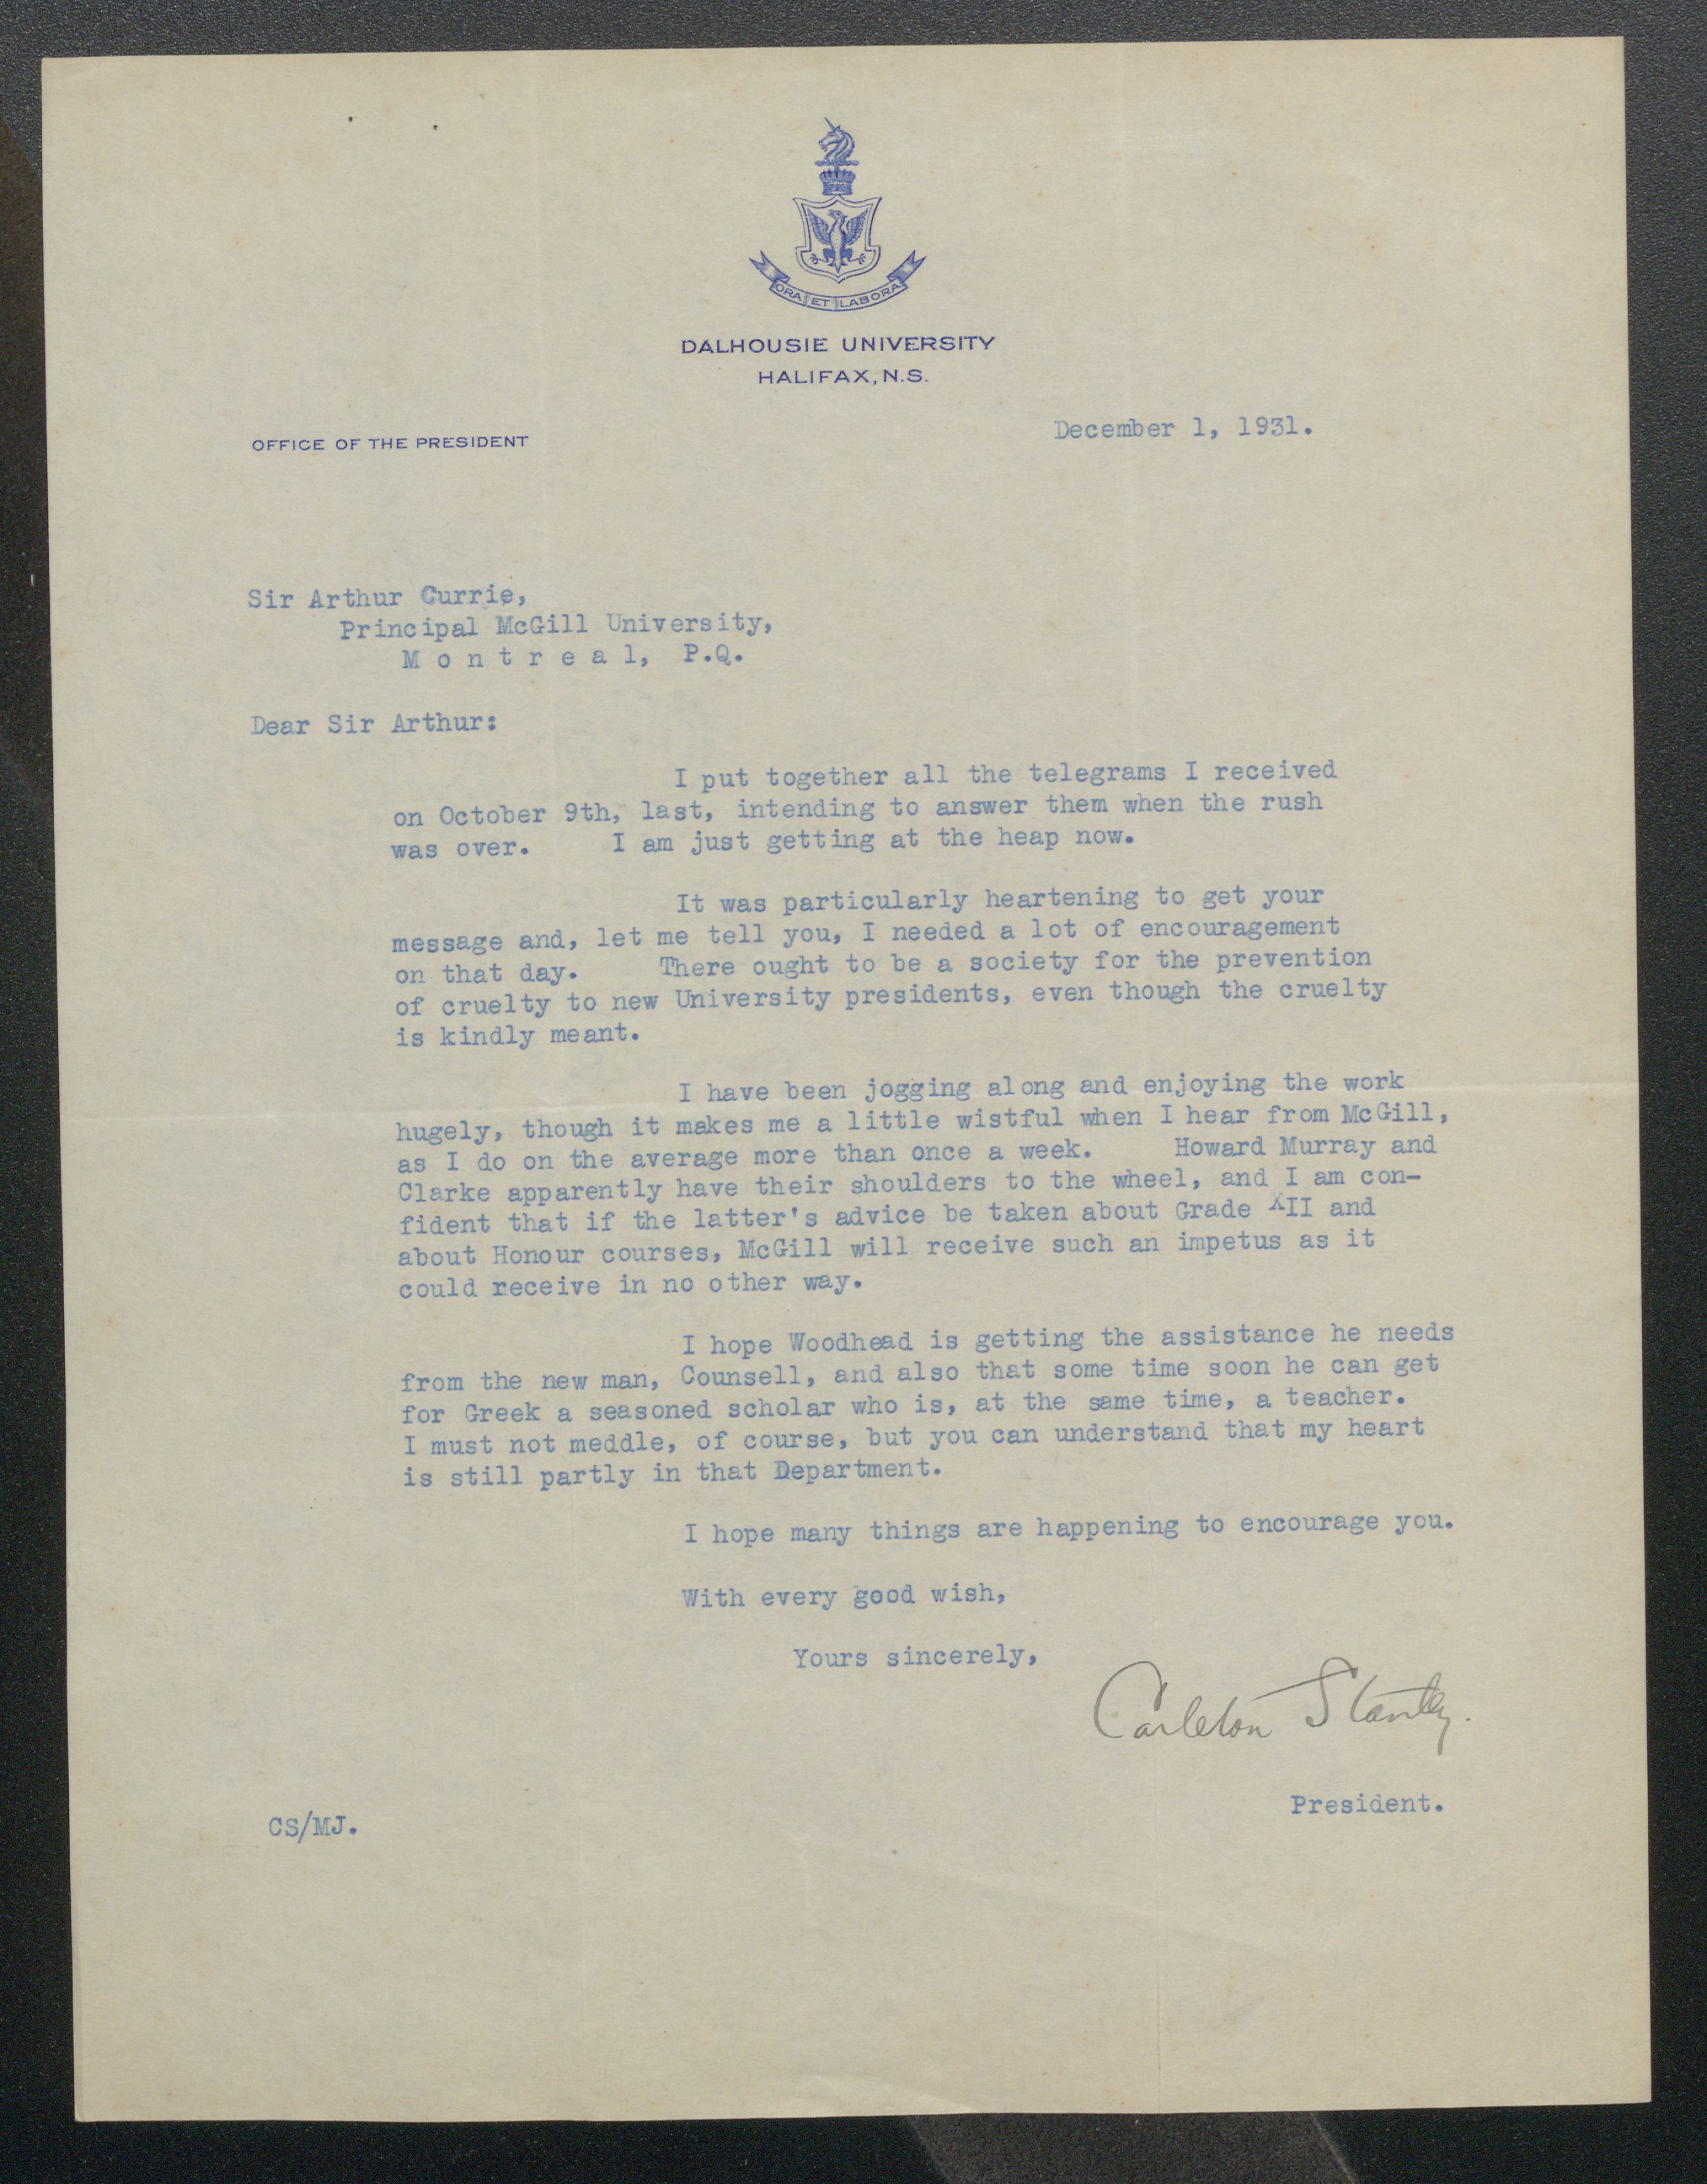 ORA ET LABORA
DALHOUSIE UNIVERSITY
HALIFAX, N.S.
December 1, 1931.
OFFICE OF THE PRESIDENT
Sir Arthur Currie,
Principal McGill University,
M o n t r e a l, P.Q.
Dear Sir Arthur:
I put together all the telegrams I received
on October 9th, last, intending to answer them when the rush
was over. I am just getting at the heap now.
It was particularly heartening to get your
message and, let me tell you, I needed a lot of encouragement
on that day. There ought to be a society for the prevention
of cruelty to new University presidents, even though the cruelty
is kindly meant.
I have been jogging along and enjoying the work
hugely, though it makes me a little wistful when I hear from McGill,
as I do on the average more than once a week. Howard Murray and
Clarke apparently have their shoulders to the wheel, and I am con-
fident that if the latter's advice be taken about Grade XII and
about Honour courses, McGill will receive such an impetus as it
could receive in no other way.
I hope Woodhead is getting the assistance he needs
from the new man, Counsell, and also that some time soon he can get
for Greek a seasoned scholar who is, at the same time, a teacher.
I must not meddle, of course, but you can understand that my heart
is still partly in that Department.
I hope many things are happening to encourage you.
With every good wish,
Yours sincerely,
Carleton Stanley.
President.
CS/MJ.